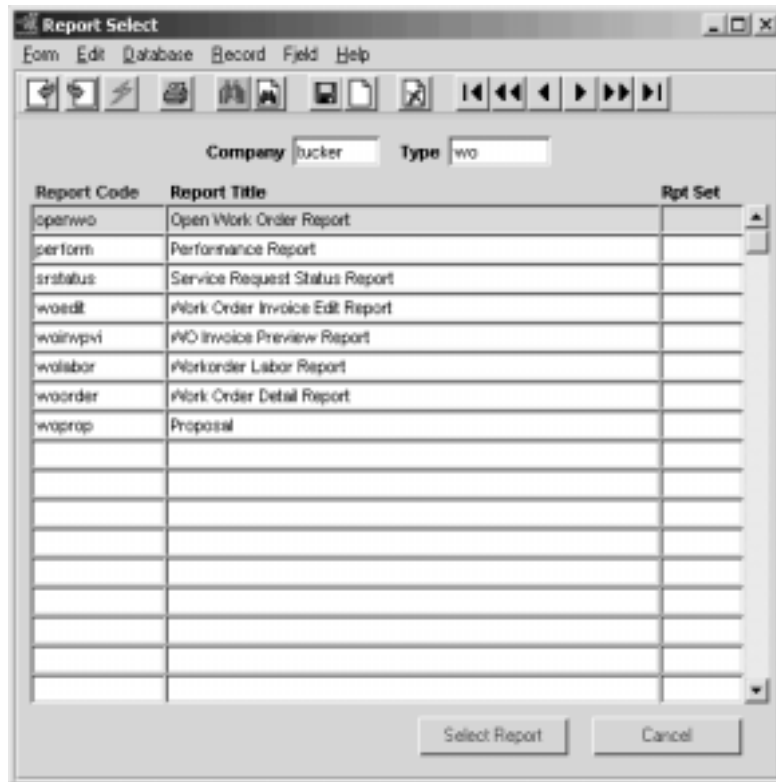 Report Select
Form Edit Database Record Field Help
Company tucker Type wo
Report Code Report Title Rpt Set
openwo Open Work Order Report
perform Performance Report
srstatus Service Request Status Report
woedit Work Order Invoice Edit Report
woinvpvi WO Invoice Preview Report
wolabor Workorder Labor Report
woorder Work Order Detail Report
woprop Proposal
Select Report Cancel